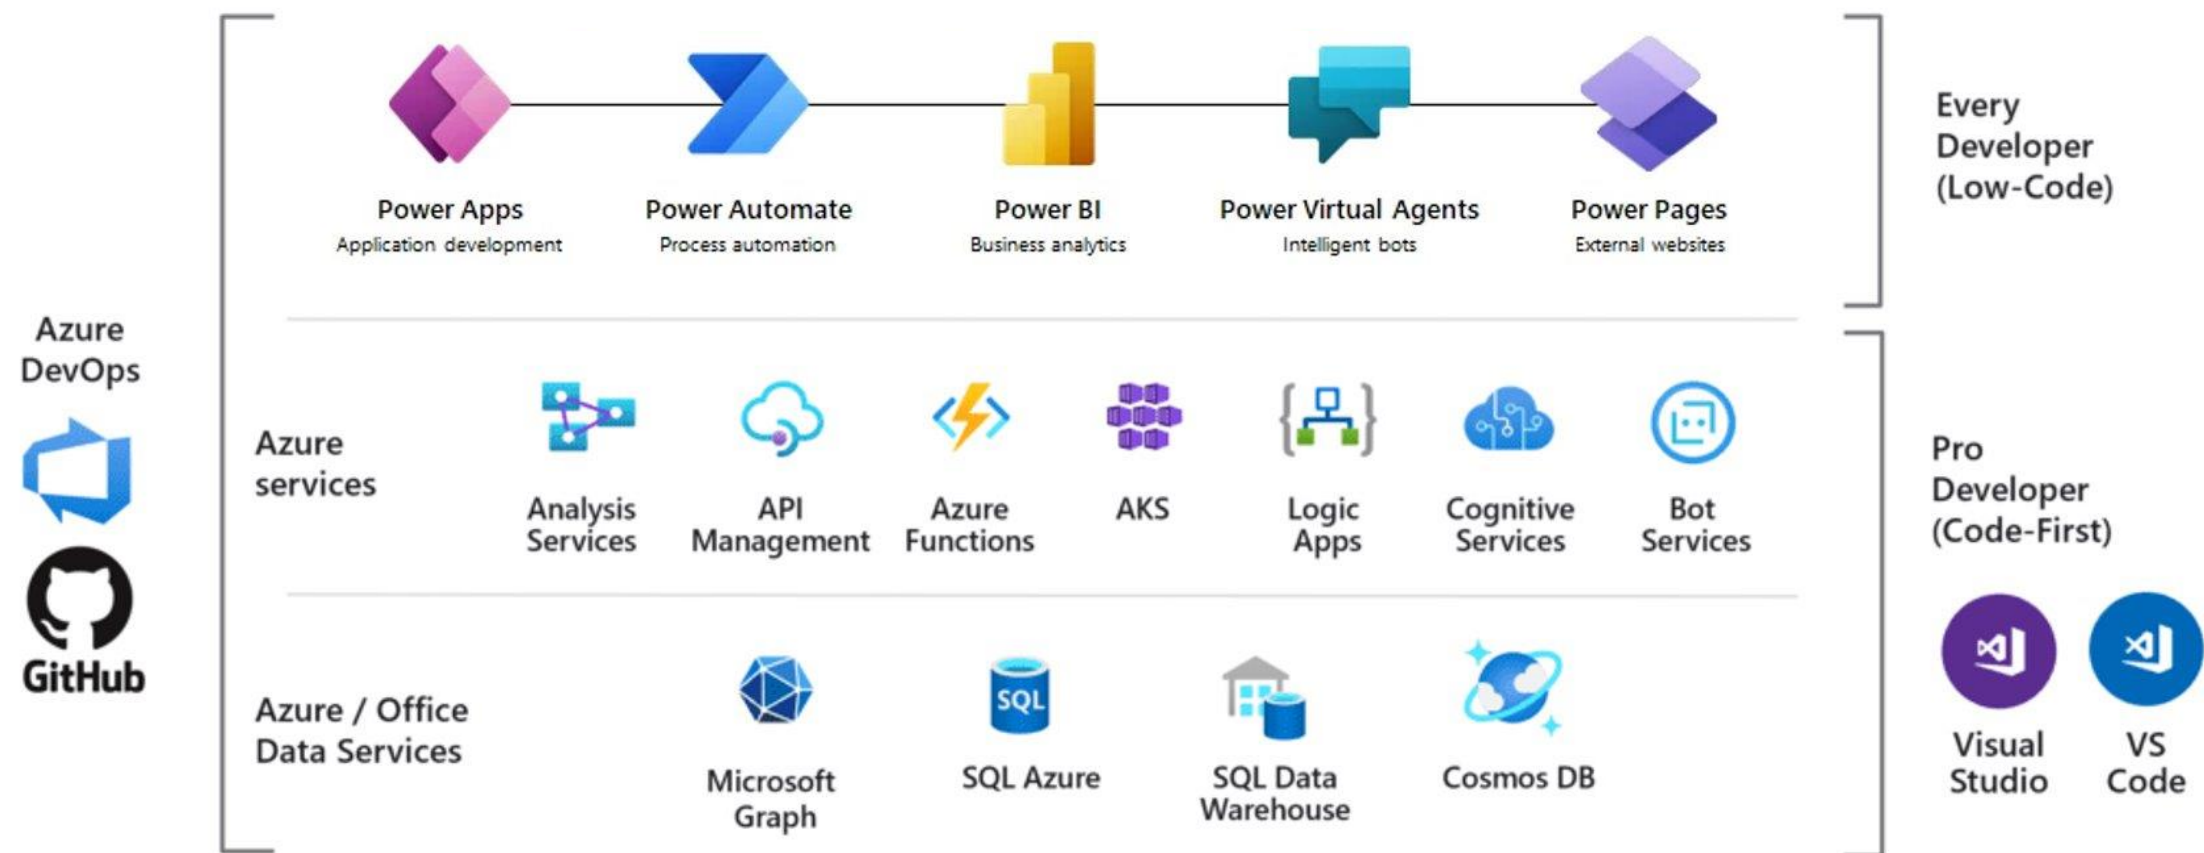 Power Apps
Application development
Power Automate
Process automation
Power BI
Business analytics
Power Virtual Agents
Intelligent bots
Power Pages
External websites
Every
Developer
(Low-Code)
Azure
DevOps
GitHub
Azure
services
Analysis
Services
API
Management
Azure
Functions
AKS
Logic
Apps
Cognitive
Services
Bot
Services
Pro
Developer
(Code-First)
Azure / Office
Data Services
Microsoft
Graph
SQL
SQL Azure
SQL Data
Warehouse
Cosmos DB
Visual
Studio
VS
Code